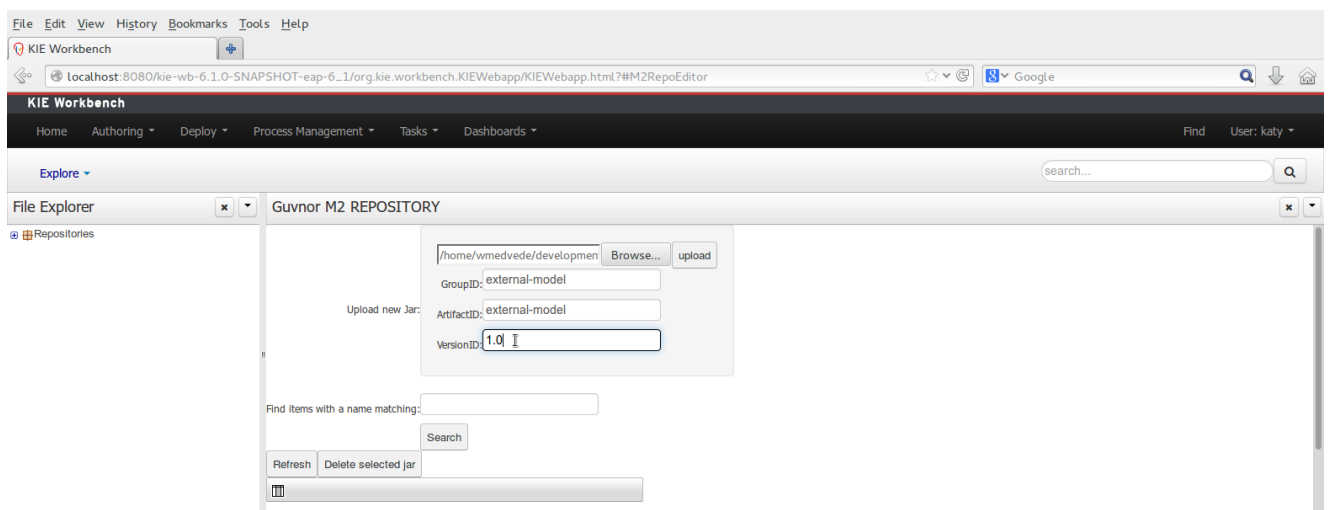 File Edit View History Bookmarks Tools Help
KIE Workbench
localhost:8080/kie-wb-6.1.0-SNAPSHOT-eap-6_1/org.kie.workbench.KIEWebapp/KIEWebapp.html?#M2RepoEditor
Google
KIE Workbench
Home Authoring Deploy Process Management Tasks Dashboards Find User: katy
Explore search...
File Explorer
Repositories
Guvnor M2 REPOSITORY
/home/wmedvede/developmen Browse... upload
GroupID: external-model
Upload new Jar:
ArtifactID: external-model
VersionID: 1.0
Find items with a name matching:
Search
Refresh Delete selected jar